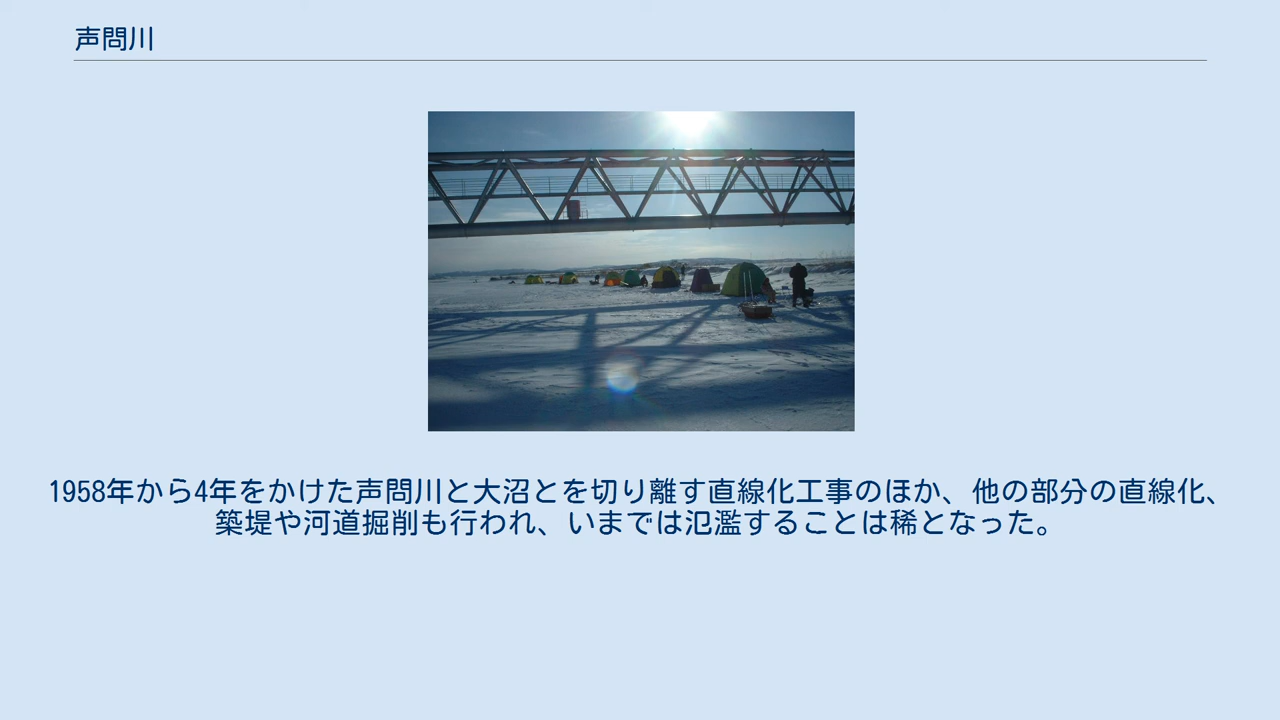 声問川
1958年から4年をかけた声問川と大沼とを切り離す直線化工事のほか、他の部分の直線化、
築堤や河道掘削も行われ、いまでは氾濫することは稀となった。